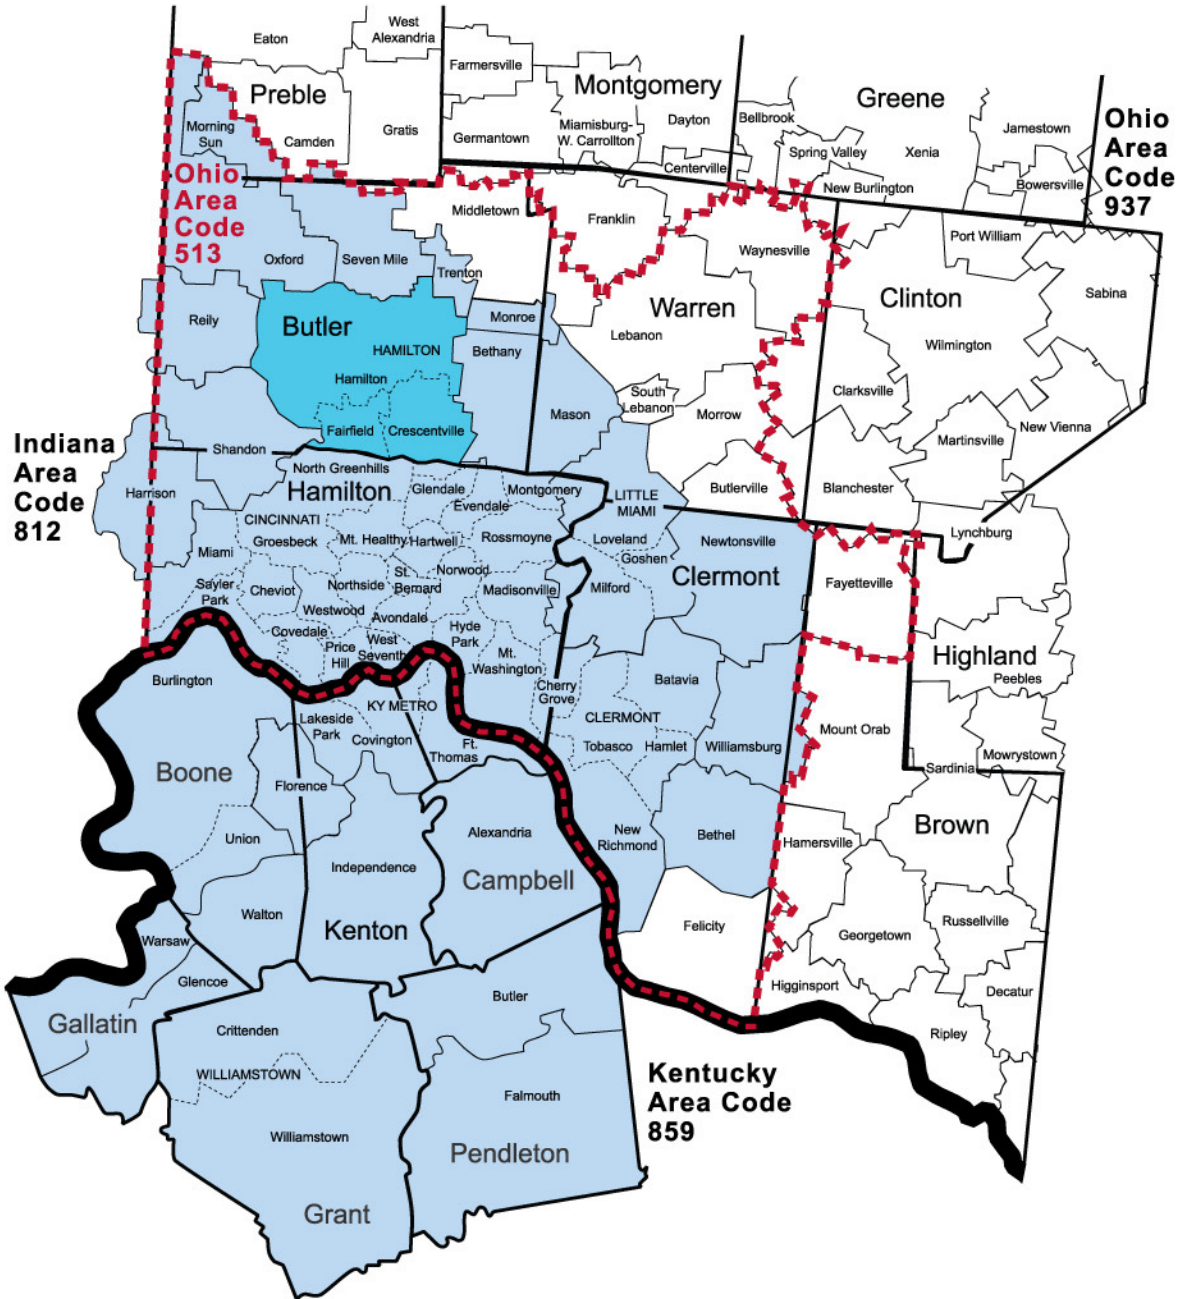 West
Alexandria
Eaton
Farmersville
Preble
Montgomery
Greene
Morning
Sun
Camden
Gratis
Germantown
Miamisburg-
W. Carrollton
Dayton
Bellbrook
Centerville
Spring Valley
Xenia
Jamestown
Bowersville
New Burlington
Ohio
Area
Code
937
Ohio
Area
Code
513
Middletown
Franklin
Waynesville
Port William
Oxford
Seven Mile
Trenton
Sabina
Reily
Butler
HAMILTON
Hamilton
Fairfield
Crescentville
Monroe
Bethany
Warren
Lebanon
Clinton
Wilmington
Mason
South
Lebanon
Morrow
Clarksville
New Vienna
Martinsville
Indiana
Area
Code
812
Shandon
North Greenhills
Harrison
Hamilton
Glendale
Montgomery
Evendale
LITTLE
MIAMI
Butlerville
Blanchester
Lynchburg
CINCINNATI
Groesbeck
Mt. Healthy
Hartwell
Rossmoyne
Loveland
Goshen
Newtonsville
Miami
Clermont
Fayetteville
Sayler
Park
Cheviot
Northside
St.
Bernard
Norwood
Madisonville
Milford
Westwood
Avondale
Covedale
Price
Hill
West
Seventh
Hyde
Park
Mt.
Washington
Cherry
Grove
Batavia
Highland
Peebles
Burlington
KY METRO
Lakeside
Park
Covington
Ft.
Thomas
CLERMONT
Tobasco
Hamlet
Williamsburg
Mount Orab
Mowrystown
Sardinia
Boone
Florence
Union
Alexandria
Independence
Campbell
New
Richmond
Bethel
Hamersville
Brown
Walton
Kenton
Felicity
Georgetown
Russellville
Warsaw
Glencoe
Gallatin
Higginsport
Decatur
Ripley
Butler
Crittenden
WILLIAMSTOWN
Falmouth
Kentucky
Area Code
859
Williamstown
Pendleton
Grant